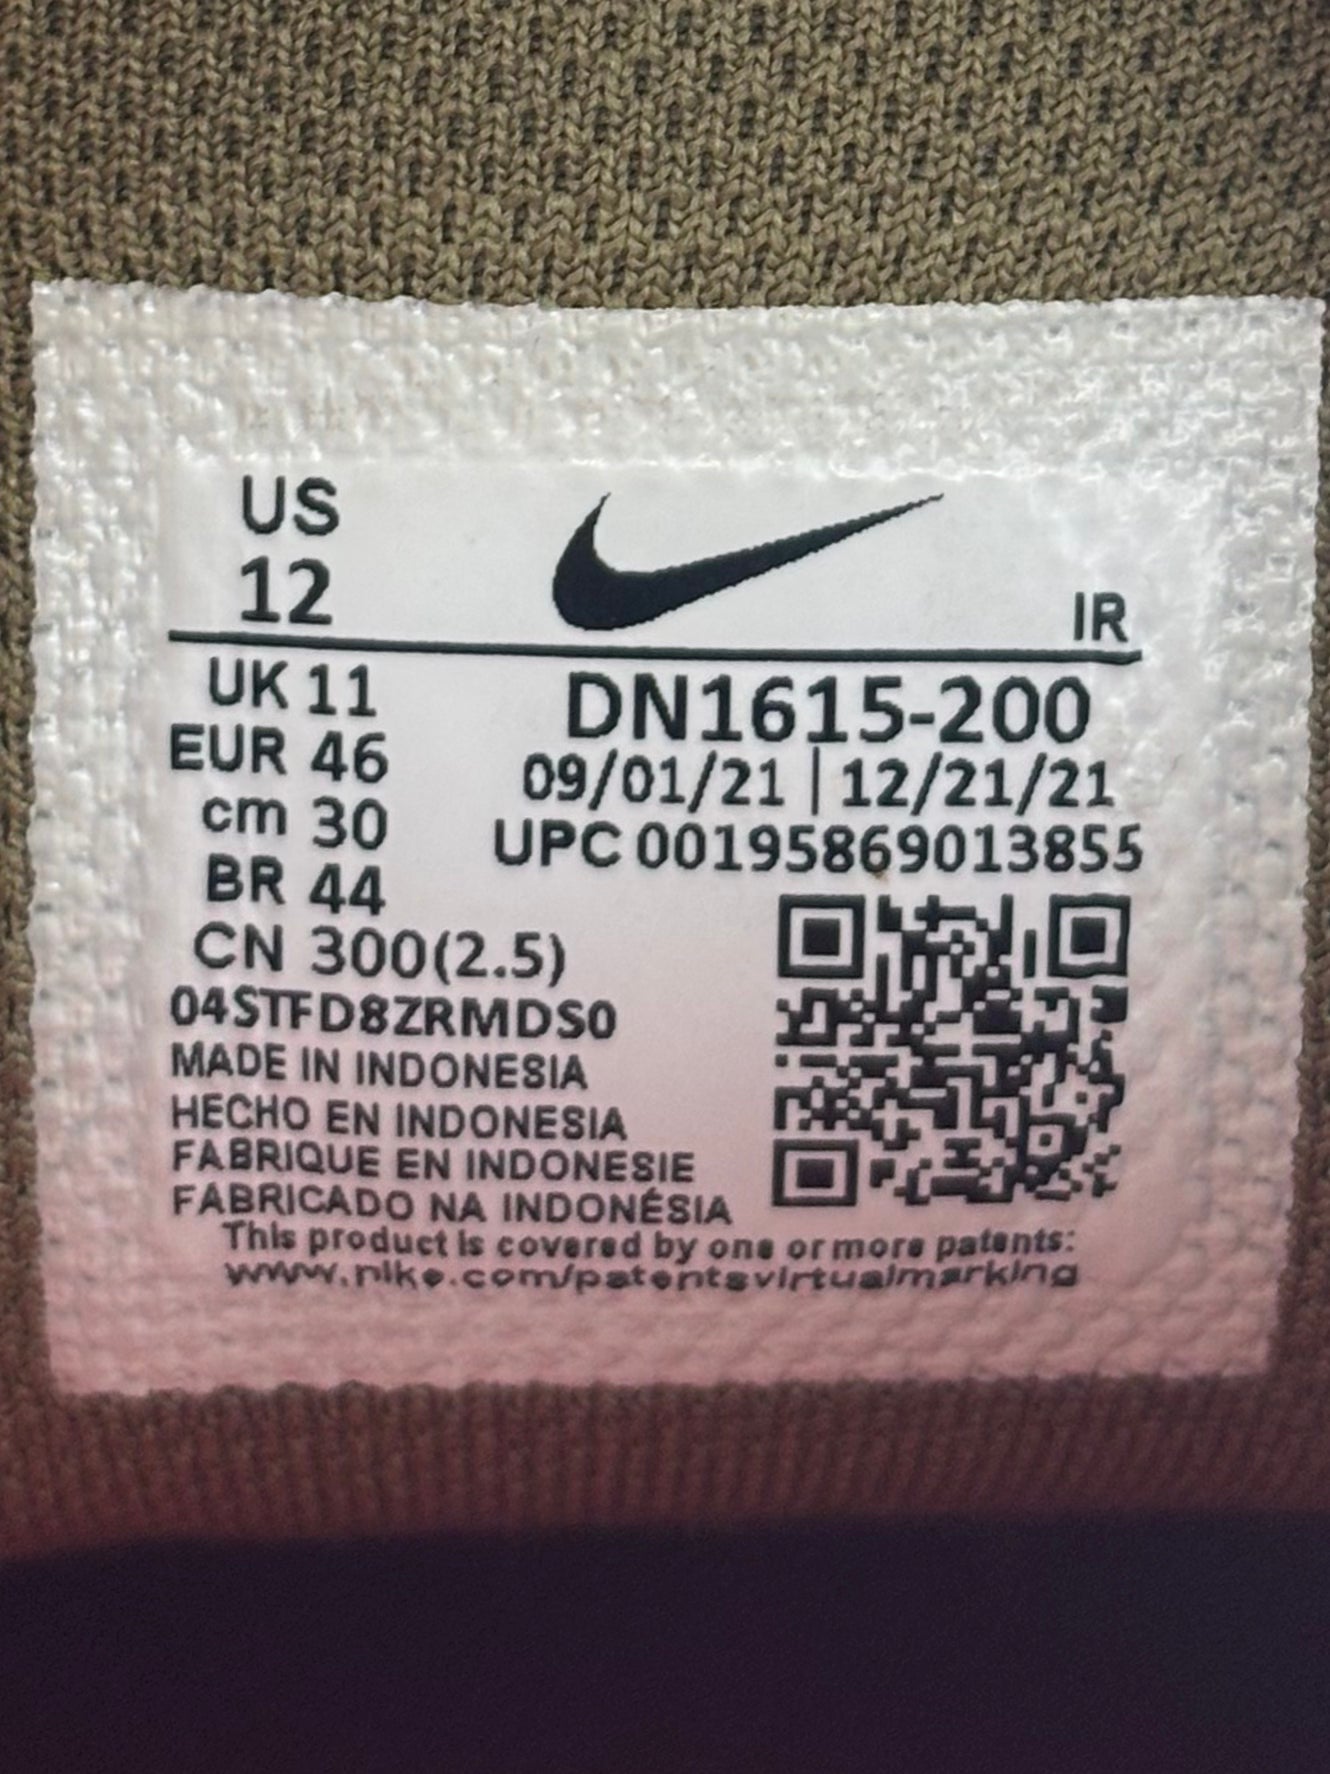 US
12
IR
UK 11
EUR 46
cm 30
BR 44
CN 300(2.5)
DN1615-200
09/01/21 | 12/21/21
UPC 00195869013855
04STFD8ZRMDS0
MADE IN INDONESIA
HECHO EN INDONESIA
FABRIQUE EN INDONESIE
FABRICADO NA INDONÉSIA
This product is covered by one or more patents:
www.nike.com/patentsvirtualmarking